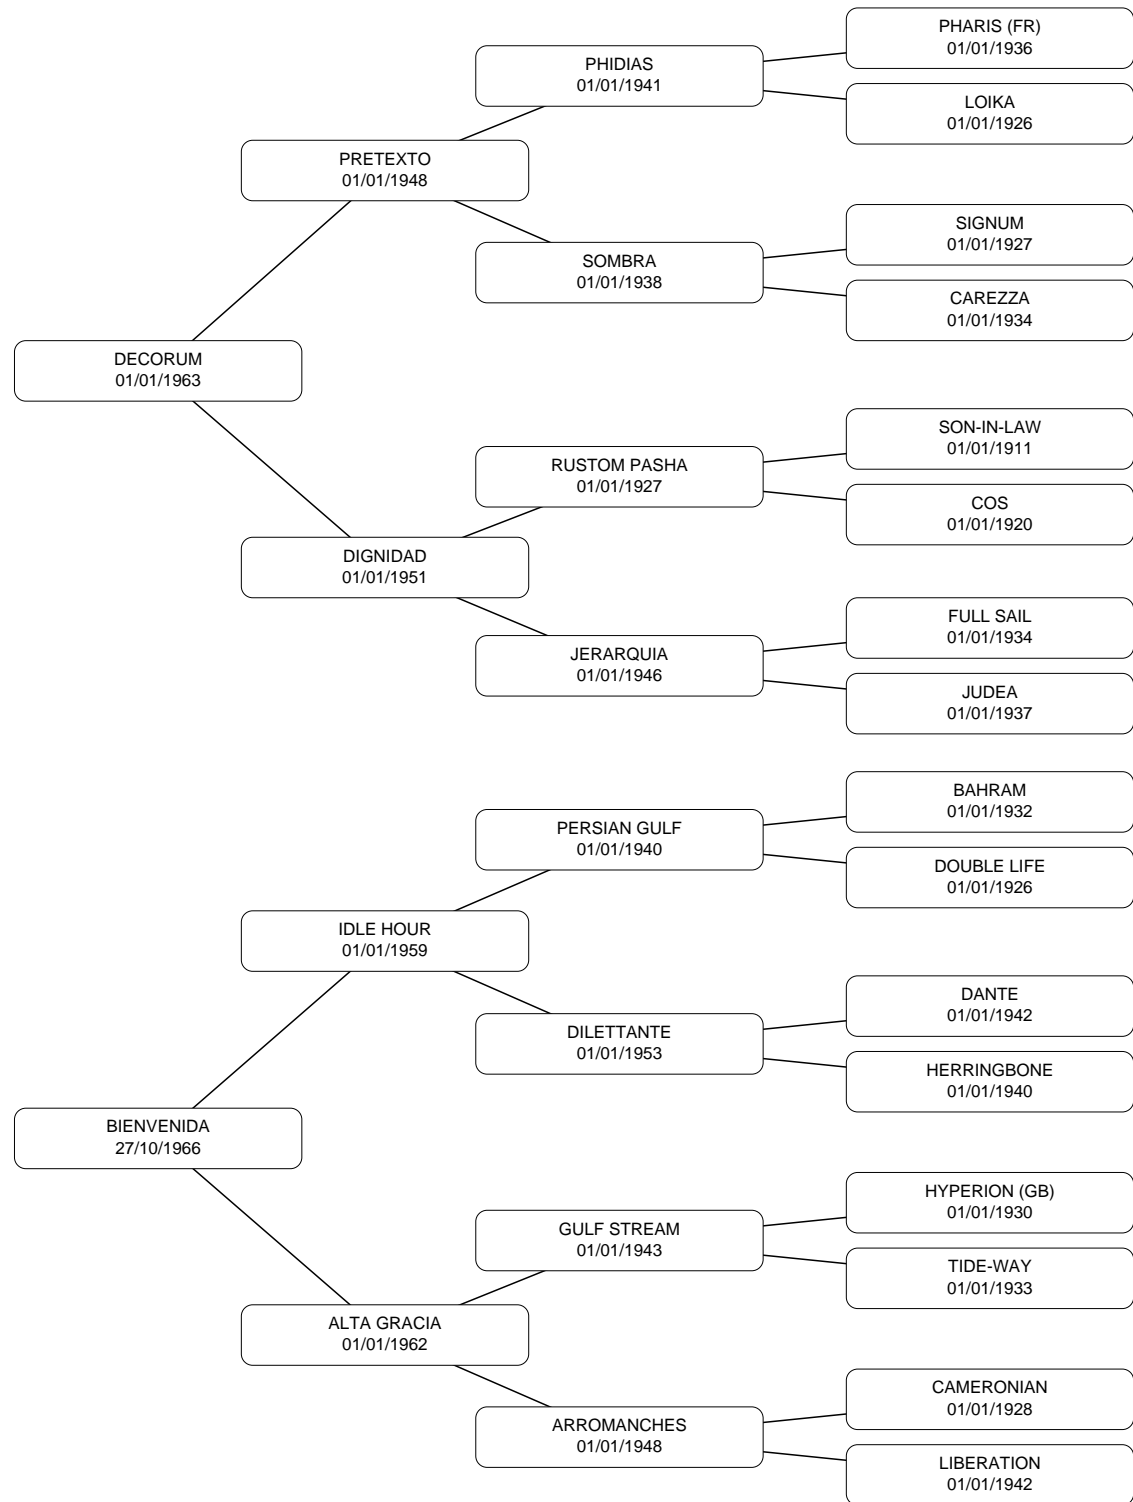 PHARIS (FR)
01/01/1936
PHIDIAS
01/01/1941
LOIKA
01/01/1926
PRETEXTO
01/01/1948
SIGNUM
01/01/1927
SOMBRA
01/01/1938
CAREZZA
01/01/1934
DECORUM
01/01/1963
SON-IN-LAW
01/01/1911
RUSTOM PASHA
01/01/1927
COS
01/01/1920
DIGNIDAD
01/01/1951
FULL SAIL
01/01/1934
JERARQUIA
01/01/1946
JUDEA
01/01/1937
BAHRAM
01/01/1932
PERSIAN GULF
01/01/1940
DOUBLE LIFE
01/01/1926
IDLE HOUR
01/01/1959
DANTE
01/01/1942
DILETTANTE
01/01/1953
HERRINGBONE
01/01/1940
BIENVENIDA
27/10/1966
HYPERION (GB)
01/01/1930
GULF STREAM
01/01/1943
TIDE-WAY
01/01/1933
ALTA GRACIA
01/01/1962
CAMERONIAN
01/01/1928
ARROMANCHES
01/01/1948
LIBERATION
01/01/1942